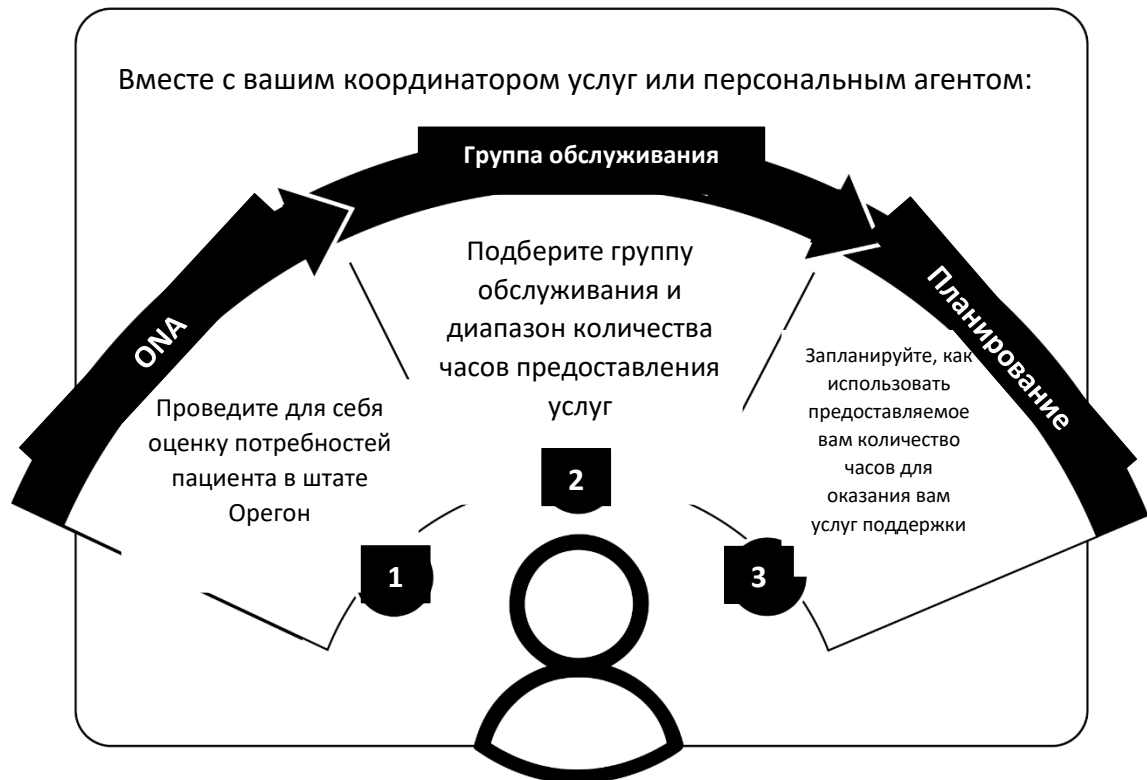 Вместе с вашим координатором услуг или персональным агентом:
ONA
Проведите для себя
оценку потребностей
пациента в штате
Орегон
1
Группа обслуживания
Подберите группу
обслуживания и
диапазон количества
часов предоставления
услуг
2
Планирование
Запланируйте, как
использовать
предоставляемое
вам количество
часов для
оказания вам
услуг поддержки
3